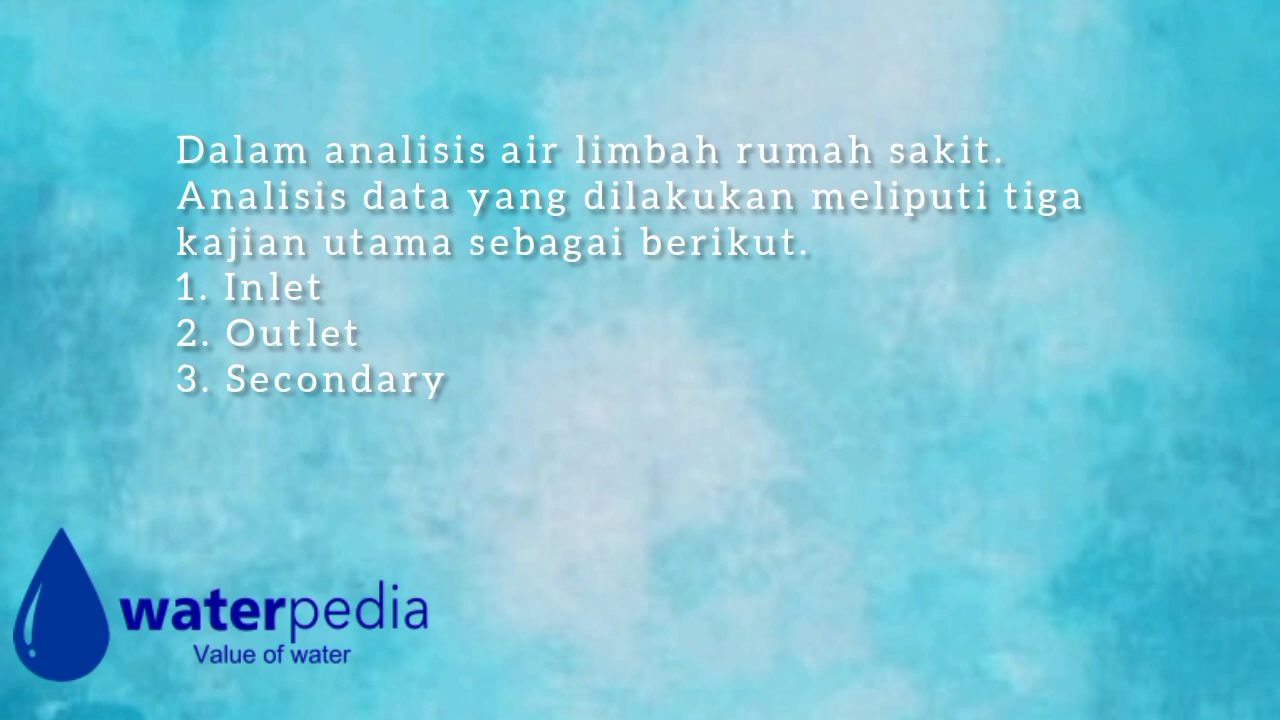 Dalam analisis air limbah rumah sakit.
Analisis data yang dilakukan meliputi tiga
kajian utama sebagai berikut.
1. Inlet
2. Outlet
3. Secondary
waterpedia
Value of water